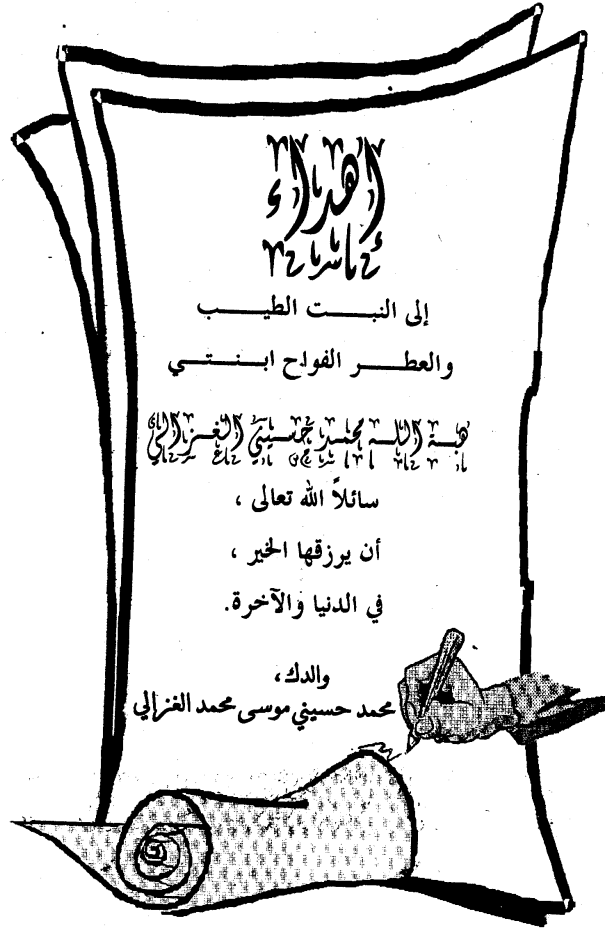 إهداء
إلى النبت الطيب
والعطر الفواح ابنتي
هبة الله محمد حسيني الغزالي
سائلاً الله تعالى ،
أن يرزقها الخير ،
في الدنيا والآخرة.
والدك،
محمد حسيني موسى محمد الغزالي